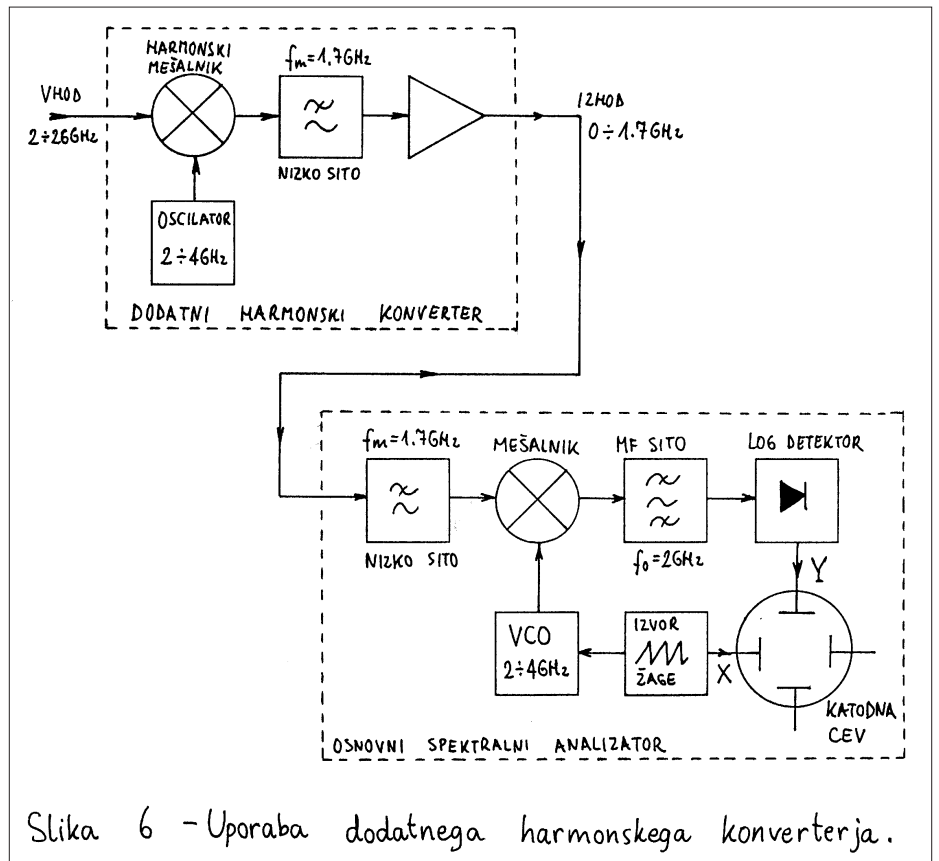 HARMONSKI
MEŠALNIK
fm=1.7GHz
VHOD
2÷26GHz
IZHOD
0÷1.7GHz
NIZKO SITO
OSCILATOR
2÷4GHz
DODATNI HARMONSKI KONVERTER
fm=1.7GHz
MEŠALNIK
MF SITO
LOG DETEKTOR
NIZKO SITO
fo=2GHz
Y
VCO
2÷4GHz
IZVOR
ŽAGE
X
KATODNA
CEV
OSNOVNI SPEKTRALNI ANALIZATOR
Slika 6 - Uporaba dodatnega harmonskega konverterja.